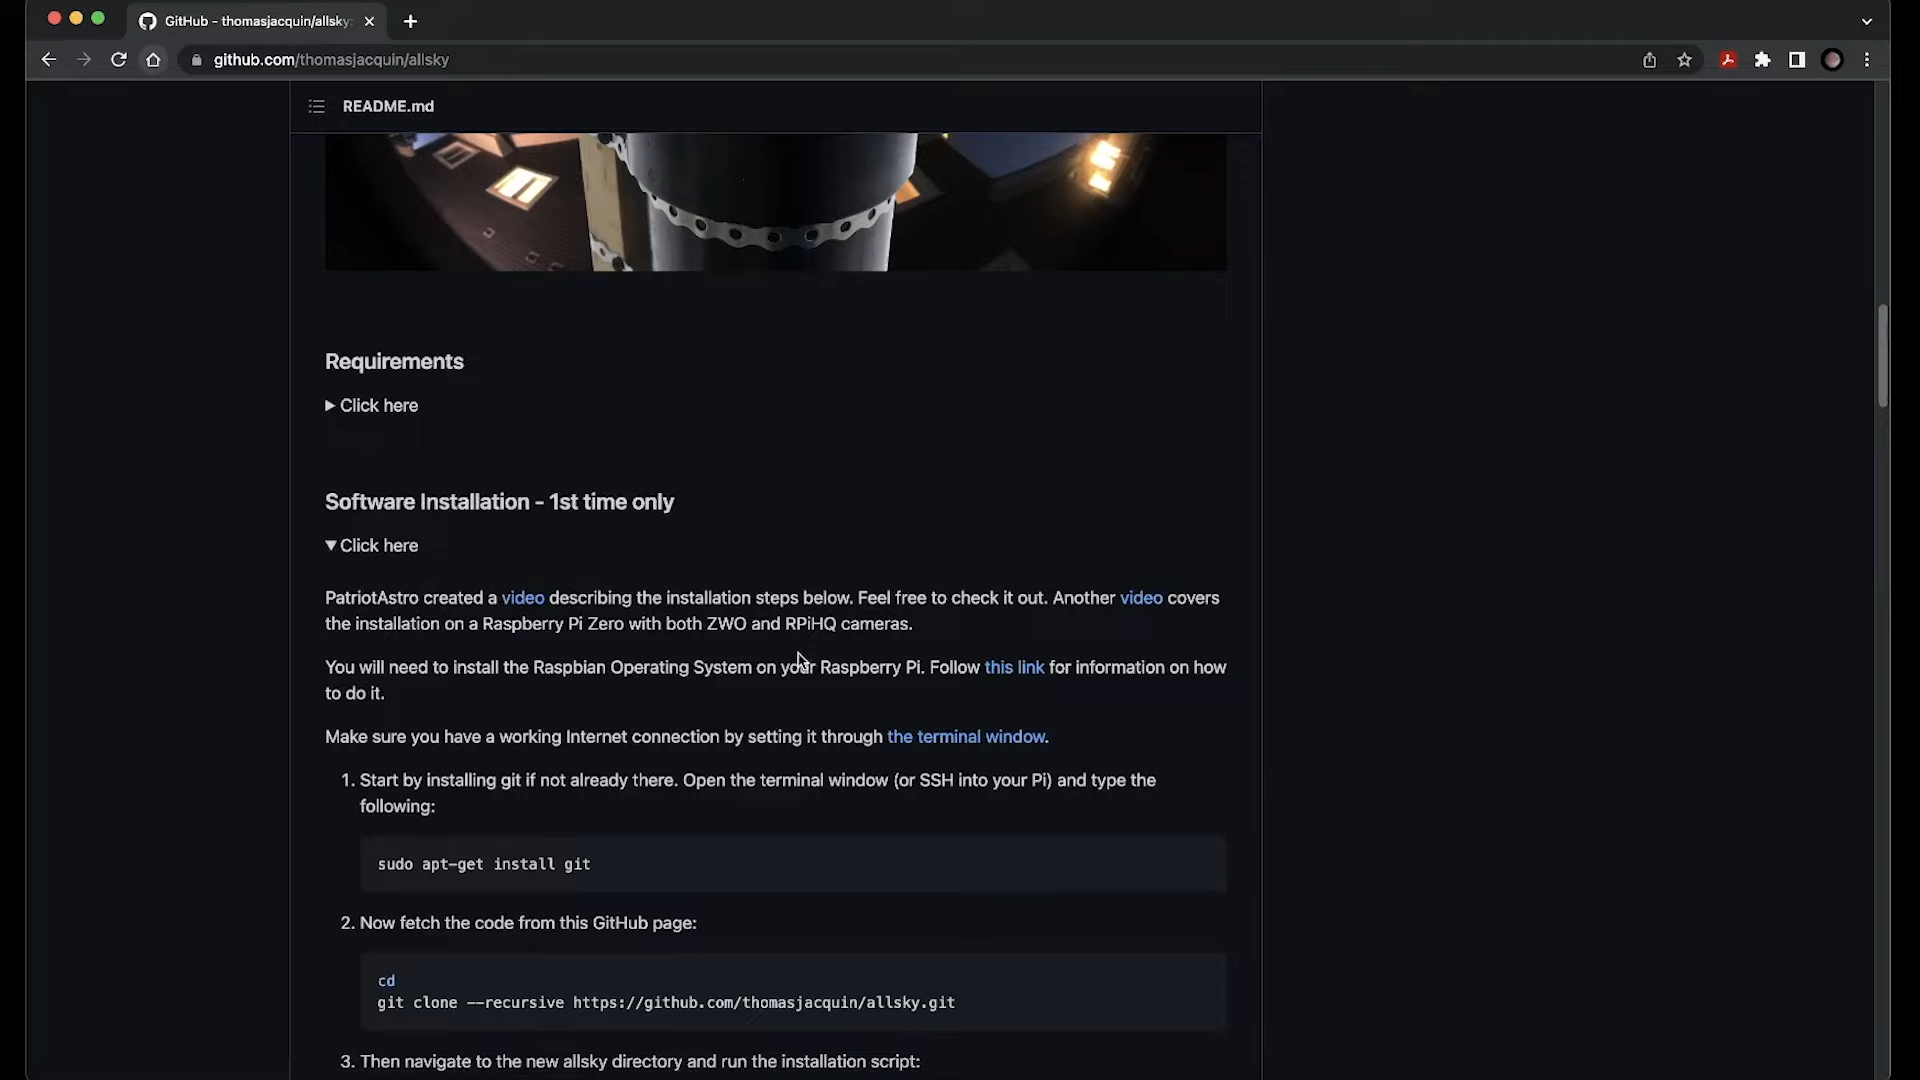 GitHub - thomasjacquin/allsky:
github.com/thomasjacquin/allsky
README.md
Requirements
Click here
Software Installation - 1st time only
Click here
PatriotAstro created a video describing the installation steps below. Feel free to check it out. Another video covers
the installation on a Raspberry Pi Zero with both ZWO and RPiHQ cameras.
You will need to install the Raspbian Operating System on your Raspberry Pi. Follow this link for information on how
to do it.
Make sure you have a working Internet connection by setting it through the terminal window.
1. Start by installing git if not already there. Open the terminal window (or SSH into your Pi) and type the
following:
sudo apt-get install git
2. Now fetch the code from this GitHub page:
cd
git clone --recursive https://github.com/thomasjacquin/allsky.git
3. Then navigate to the new allsky directory and run the installation script: